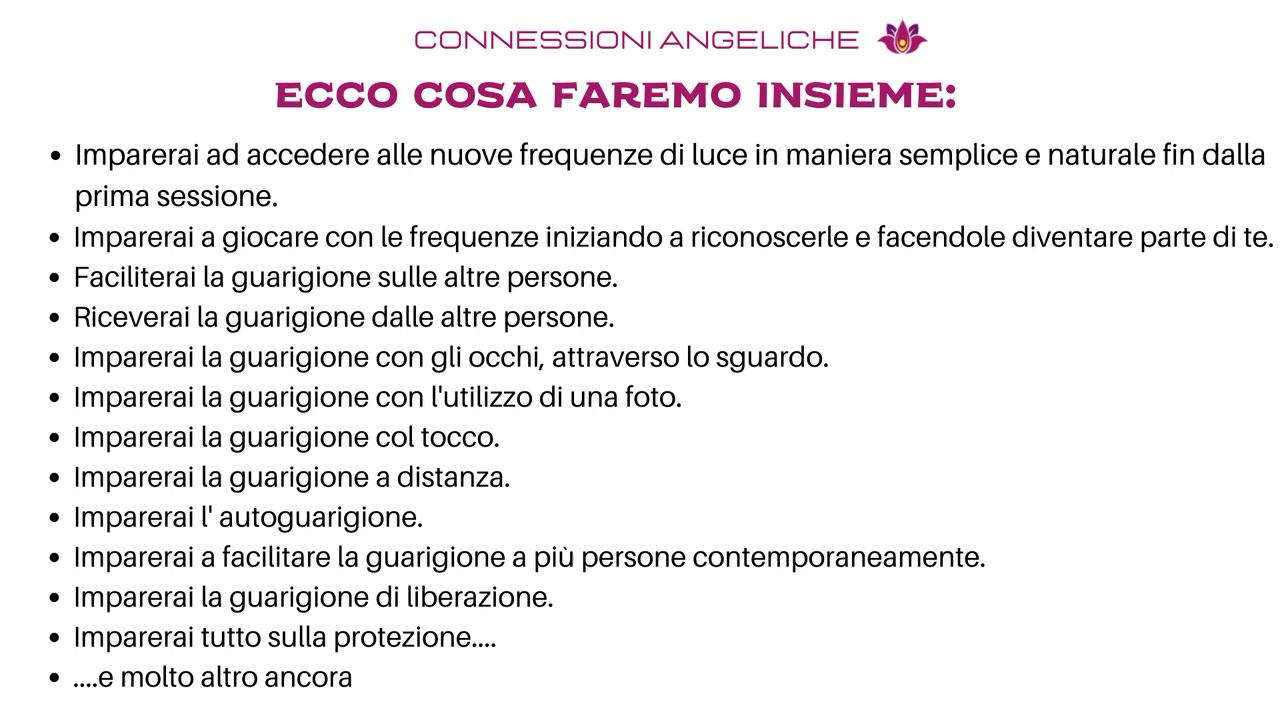 CONNESSIONI ANGELICHE
ECCO COSA FAREMO INSIEME:
• Imparerai ad accedere alle nuove frequenze di luce in maniera semplice e naturale fin dalla
prima sessione.
• Imparerai a giocare con le frequenze iniziando a riconoscerle e facendole diventare parte di te.
• Faciliterai la guarigione sulle altre persone.
• Riceverai la guarigione dalle altre persone.
• Imparerai la guarigione con gli occhi, attraverso lo sguardo.
• Imparerai la guarigione con l'utilizzo di una foto.
• Imparerai la guarigione col tocco.
• Imparerai la guarigione a distanza.
• Imparerai l' autoguarigione.
• Imparerai a facilitare la guarigione a più persone contemporaneamente.
• Imparerai la guarigione di liberazione.
• Imparerai tutto sulla protezione....
• ....e molto altro ancora